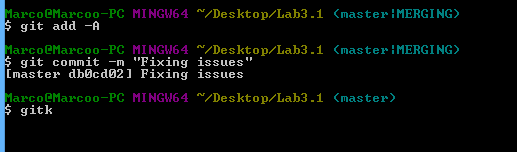 Marco@Marcoo-PC MINGW64 ~/Desktop/Lab3.1 (master|MERGING)
$ git add -A
Marco@Marcoo-PC MINGW64 ~/Desktop/Lab3.1 (master|MERGING)
$ git commit -m "Fixing issues"
[master db0cd02] Fixing issues
Marco@Marcoo-PC MINGW64 ~/Desktop/Lab3.1 (master)
$ gitk